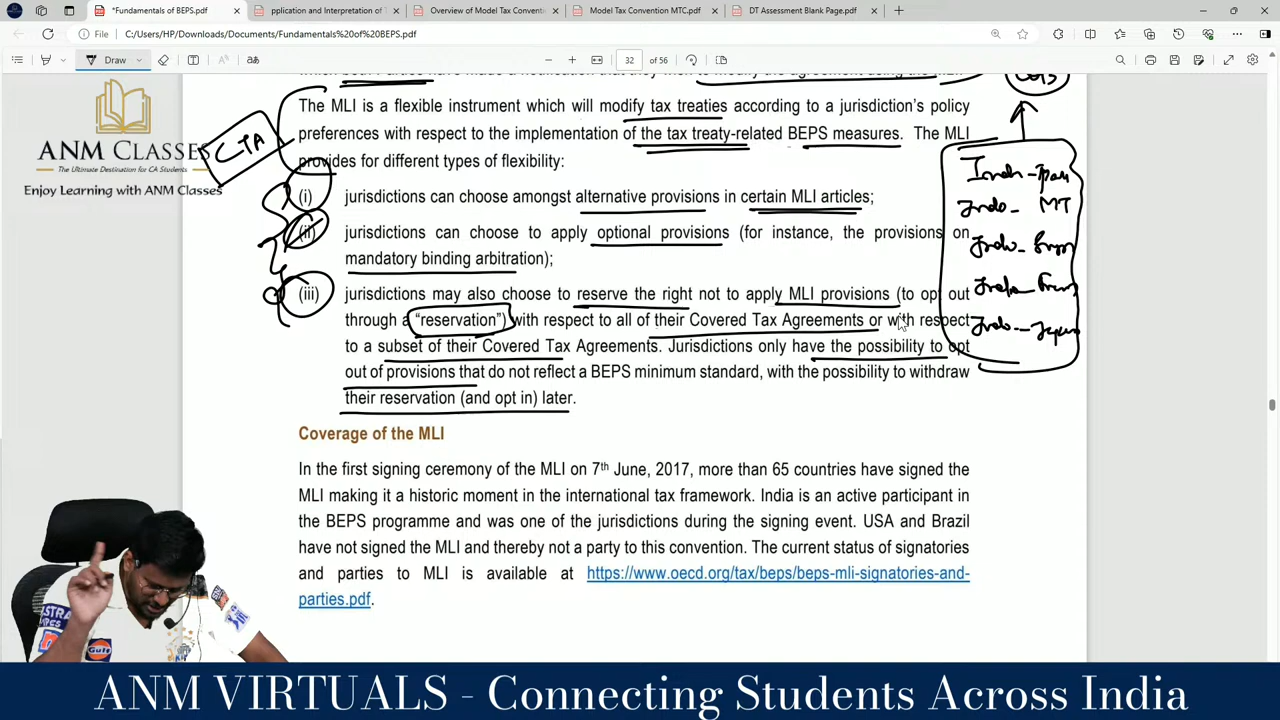 *Fundamentals of BEPS.pdf
pplication and Interpretation of T
Overview of Model Tax Conventi
Model Tax Convention MTC.pdf
DT Assessment Blank Page.pdf
File
C:/Users/HP/Downloads/Documents/Fundamentals%20of%20BEPS.pdf
Draw
aあ
32 of 56
ANM CLASSES
The Ultimate Destination for CA Students
Enjoy Learning with ANM Classes
CTA
The MLI is a flexible instrument which will modify tax treaties according to a jurisdiction's policy
preferences with respect to the implementation of the tax treaty-related BEPS measures. The MLI
provides for different types of flexibility:
(i) jurisdictions can choose amongst alternative provisions in certain MLI articles;
(ii) jurisdictions can choose to apply optional provisions (for instance, the provisions on
mandatory binding arbitration);
(iii) jurisdictions may also choose to reserve the right not to apply MLI provisions (to opt out
through a "reservation") with respect to all of their Covered Tax Agreements or with respect
to a subset of their Covered Tax Agreements. Jurisdictions only have the possibility to opt
out of provisions that do not reflect a BEPS minimum standard, with the possibility to withdraw
their reservation (and opt in) later.
Coverage of the MLI
In the first signing ceremony of the MLI on 7th June, 2017, more than 65 countries have signed the
MLI making it a historic moment in the international tax framework. India is an active participant in
the BEPS programme and was one of the jurisdictions during the signing event. USA and Brazil
have not signed the MLI and thereby not a party to this convention. The current status of signatories
and parties to MLI is available at https://www.oecd.org/tax/beps/beps-mli-signatories-and-
parties.pdf.
Gulf
ANM VIRTUALS - Connecting Students Across India